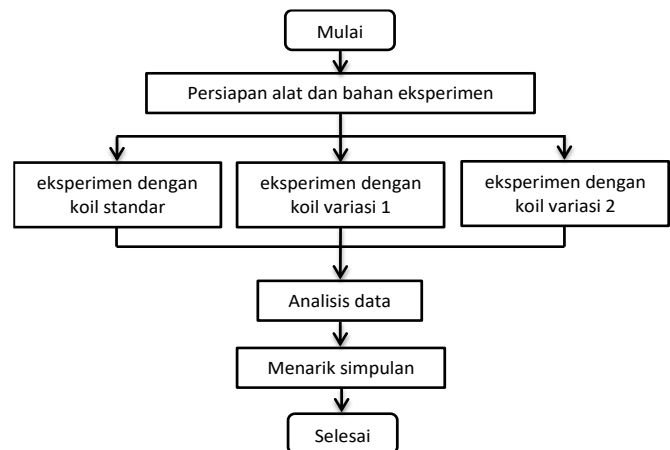 Mulai
Persiapan alat dan bahan eksperimen
eksperimen dengan
koil standar
eksperimen dengan
koil variasi 1
eksperimen dengan
koil variasi 2
Analisis data
Menarik simpulan
Selesai